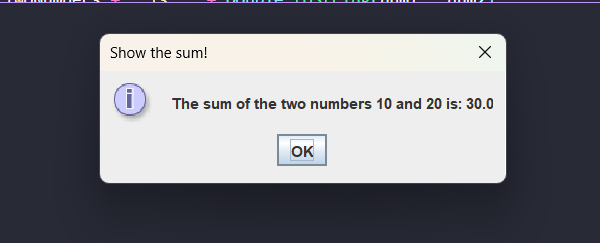 Show the sum!
The sum of the two numbers 10 and 20 is: 30.0
OK